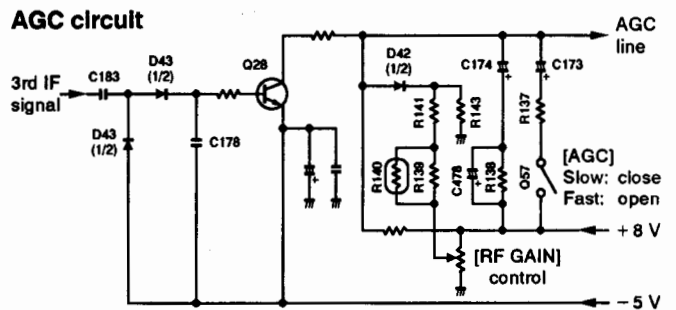 AGC circuit
AGC
line
D43
(1/2)
Q28
D42
(1/2)
C174
C173
3rd IF
signal
C183
D43
(1/2)
C178
R141
R143
R137
R140
R139
C478
R138
Q57
[AGC]
Slow: close
Fast: open
+8 V
[RF GAIN]
control
−5 V